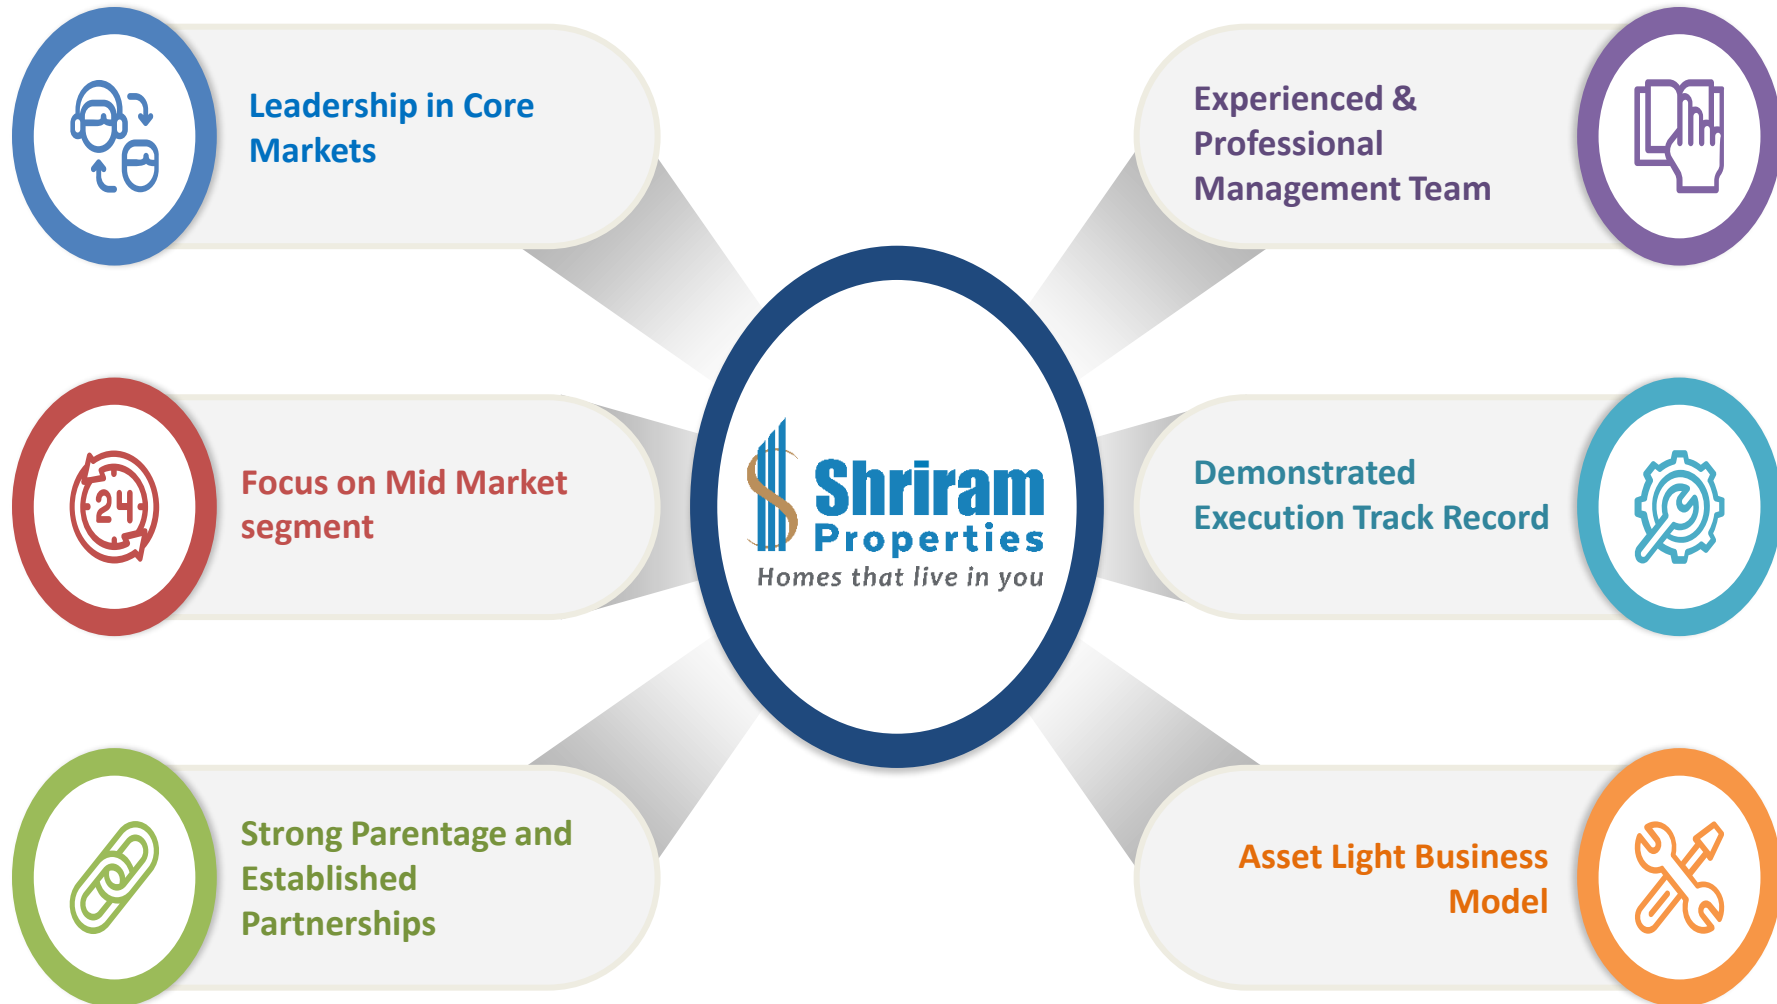 Leadership in Core
Markets
Focus on Mid Market
segment
24
Strong Parentage and
Established
Partnerships
Shriram
Properties
Homes that live in you
Experienced &
Professional
Management Team
Demonstrated
Execution Track Record
Asset Light Business
Model